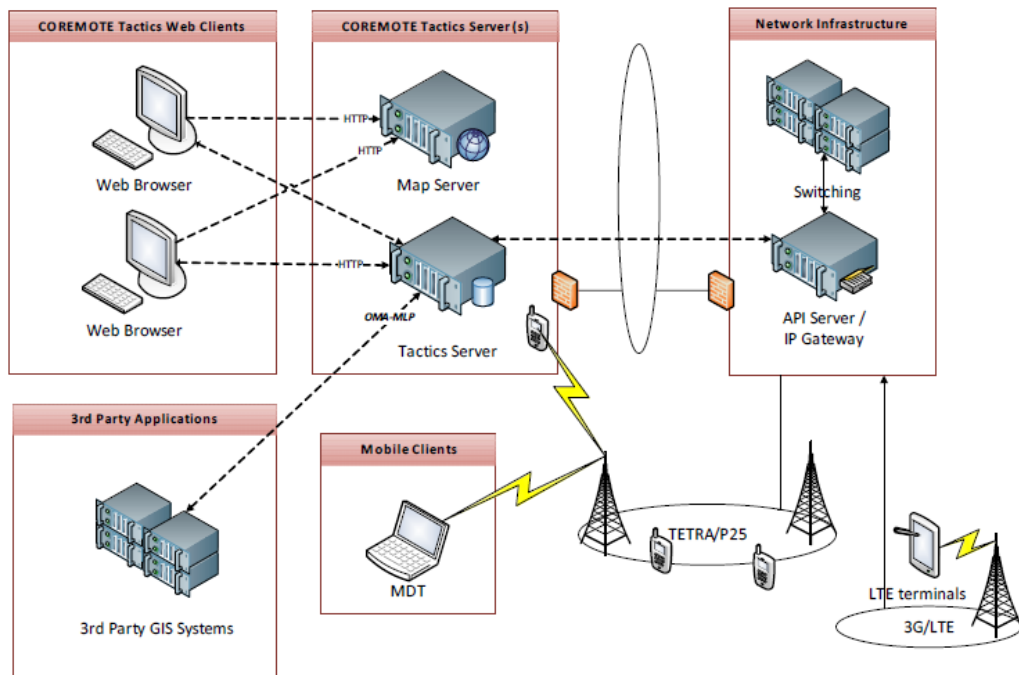 COREMOTE Tactics Web Clients
COREMOTE Tactics Server(s)
Network Infrastructure
HTTP
HTTP
Web Browser
Map Server
Switching
HTTP
OMA-MLP
Web Browser
Tactics Server
API Server /
IP Gateway
3rd Party Applications
Mobile Clients
TETRA/P25
MDT
LTE terminals
3rd Party GIS Systems
3G/LTE